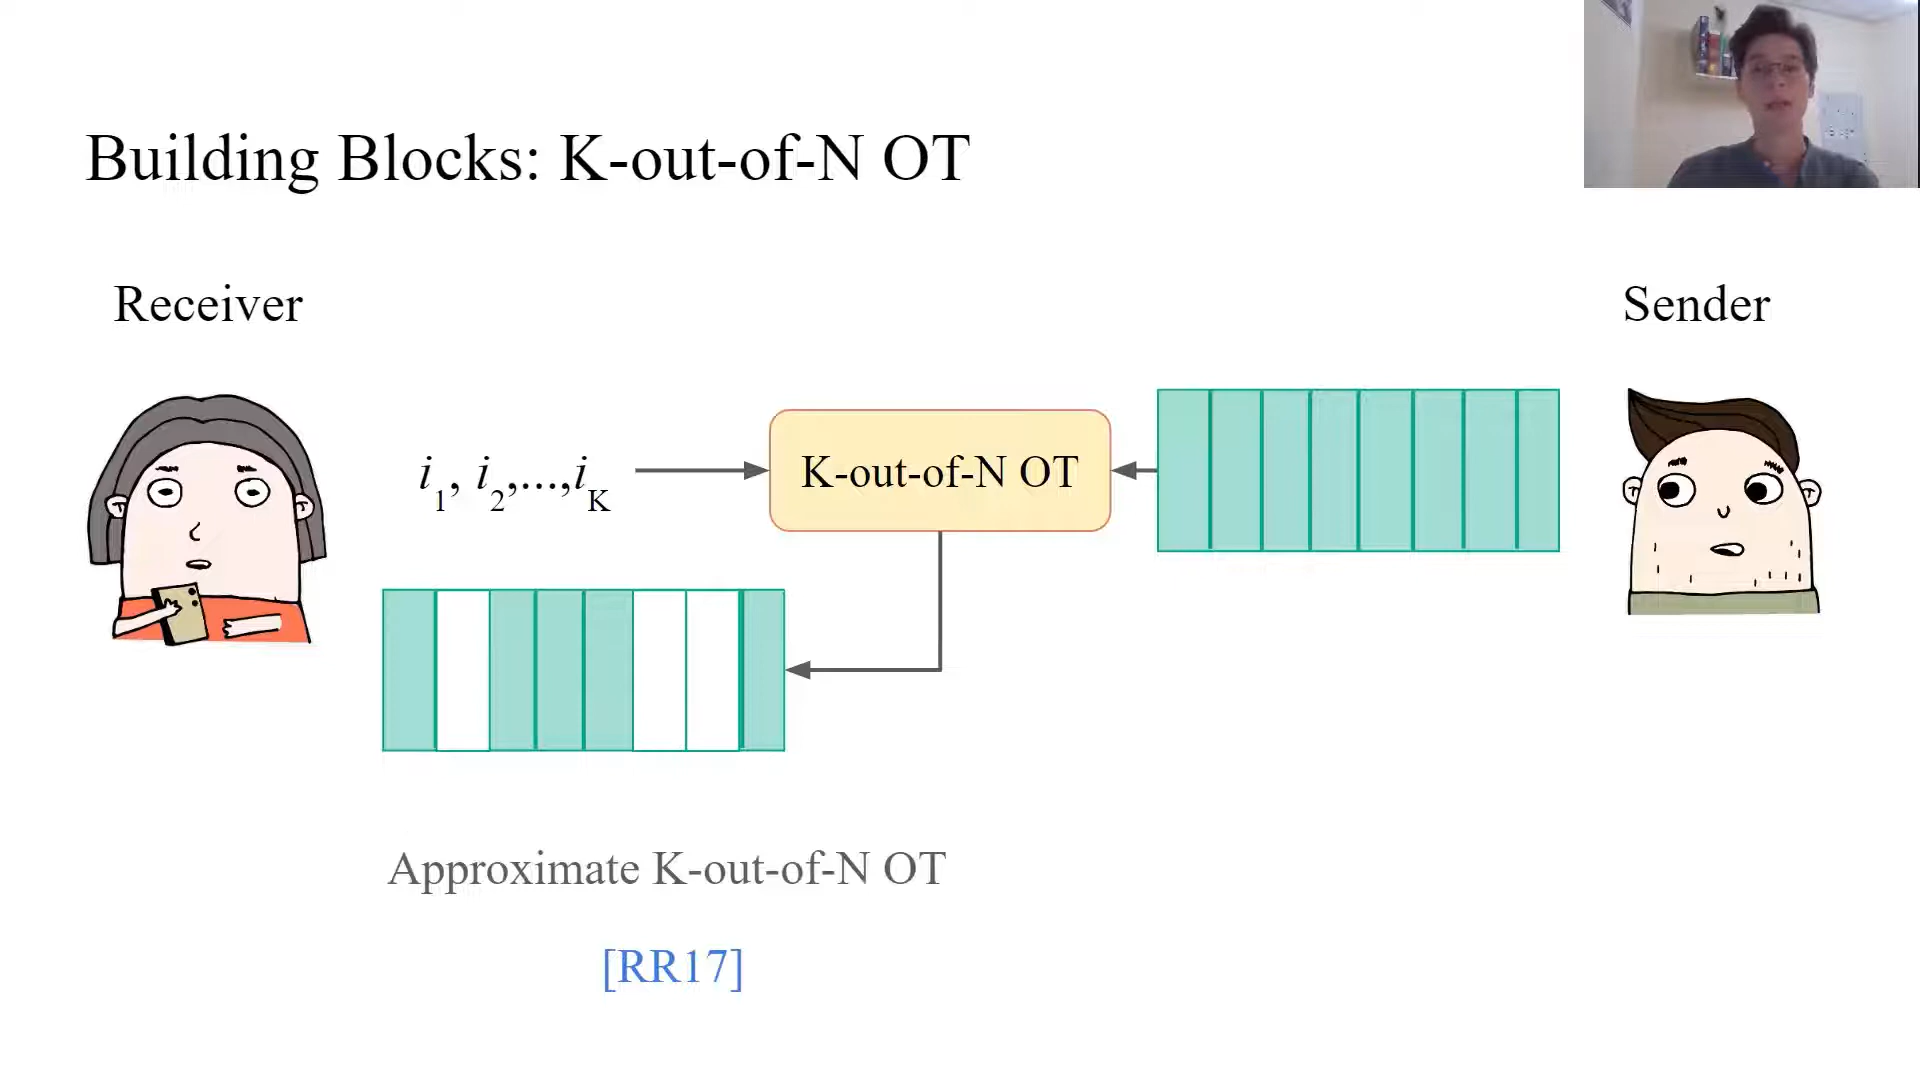 Building Blocks: K-out-of-N OT
Receiver
Sender
i1, i2,...,iK
K-out-of-N OT
Approximate K-out-of-N OT
[RR17]